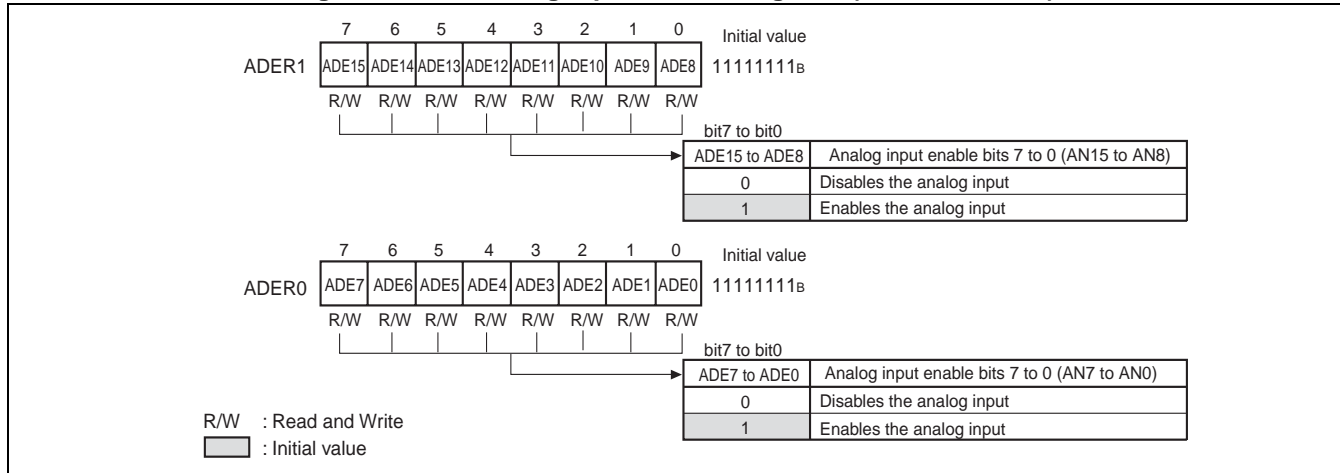 7 6 5 4 3 2 1 0 Initial value
ADER1 ADE15 ADE14 ADE13 ADE12 ADE11 ADE10 ADE9 ADE8 11111111B
R/W R/W R/W R/W R/W R/W R/W R/W
bit7 to bit0
ADE15 to ADE8 Analog input enable bits 7 to 0 (AN15 to AN8)
0 Disables the analog input
1 Enables the analog input
7 6 5 4 3 2 1 0 Initial value
ADER0 ADE7 ADE6 ADE5 ADE4 ADE3 ADE2 ADE1 ADE0 11111111B
R/W R/W R/W R/W R/W R/W R/W R/W
bit7 to bit0
ADE7 to ADE0 Analog input enable bits 7 to 0 (AN7 to AN0)
0 Disables the analog input
1 Enables the analog input
R/W : Read and Write
: Initial value